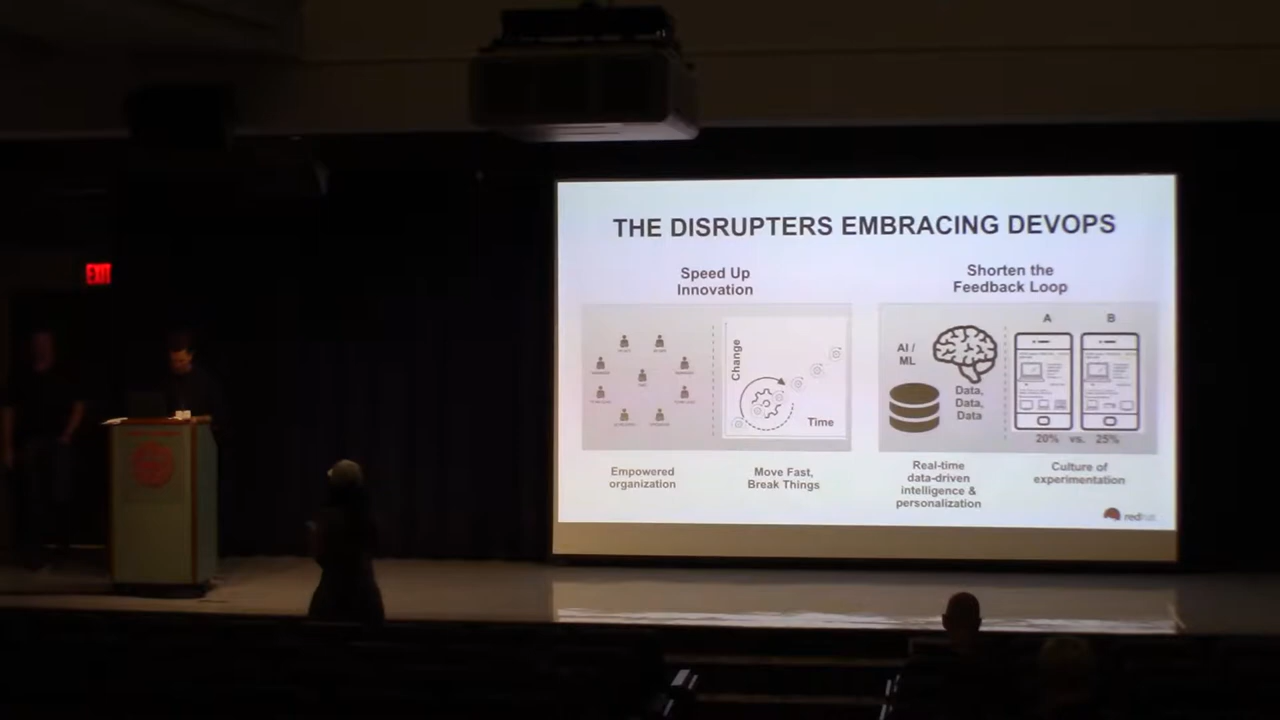 EXIT
THE DISRUPTERS EMBRACING DEVOPS
Speed Up
Innovation
Shorten the
Feedback Loop
Change
Time
AI /
ML
Data,
Data,
Data
A
B
20% vs. 25%
Empowered
organization
Move Fast,
Break Things
Real-time
data-driven
intelligence &
personalization
Culture of
experimentation
redhat